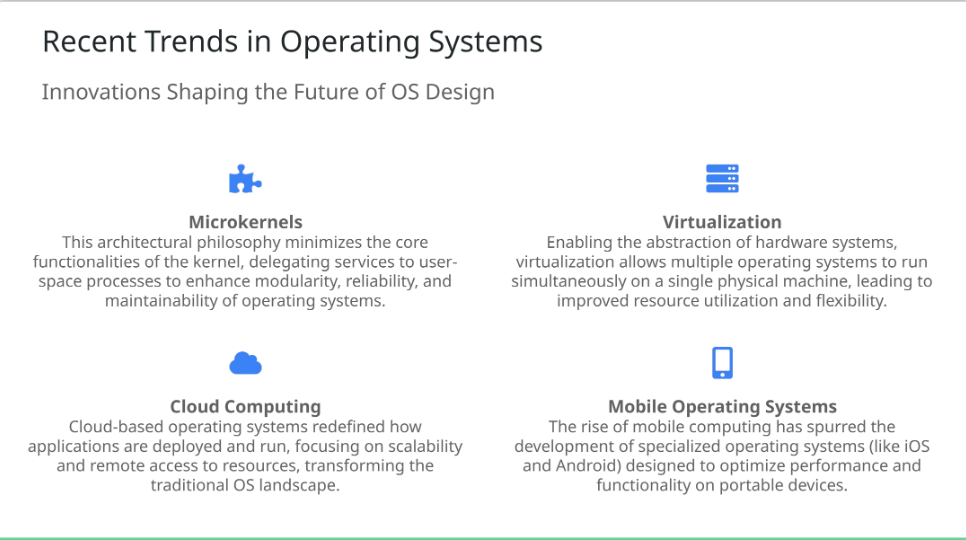 Recent Trends in Operating Systems
Innovations Shaping the Future of OS Design
Microkernels
This architectural philosophy minimizes the core
functionalities of the kernel, delegating services to user-
space processes to enhance modularity, reliability, and
maintainability of operating systems.
Virtualization
Enabling the abstraction of hardware systems,
virtualization allows multiple operating systems to run
simultaneously on a single physical machine, leading to
improved resource utilization and flexibility.
Cloud Computing
Cloud-based operating systems redefined how
applications are deployed and run, focusing on scalability
and remote access to resources, transforming the
traditional OS landscape.
Mobile Operating Systems
The rise of mobile computing has spurred the
development of specialized operating systems (like iOS
and Android) designed to optimize performance and
functionality on portable devices.